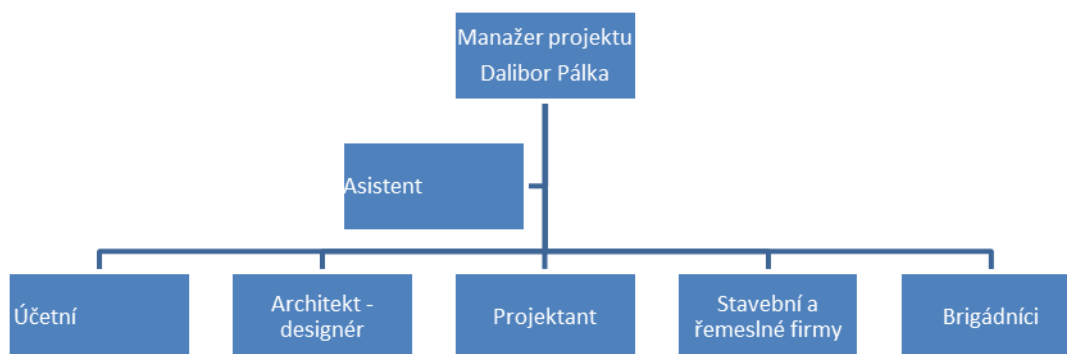 Manažer projektu
Dalibor Pálka
Asistent
Účetní
Architekt -
designér
Projektant
Stavební a
řemeslné firmy
Brigádníci